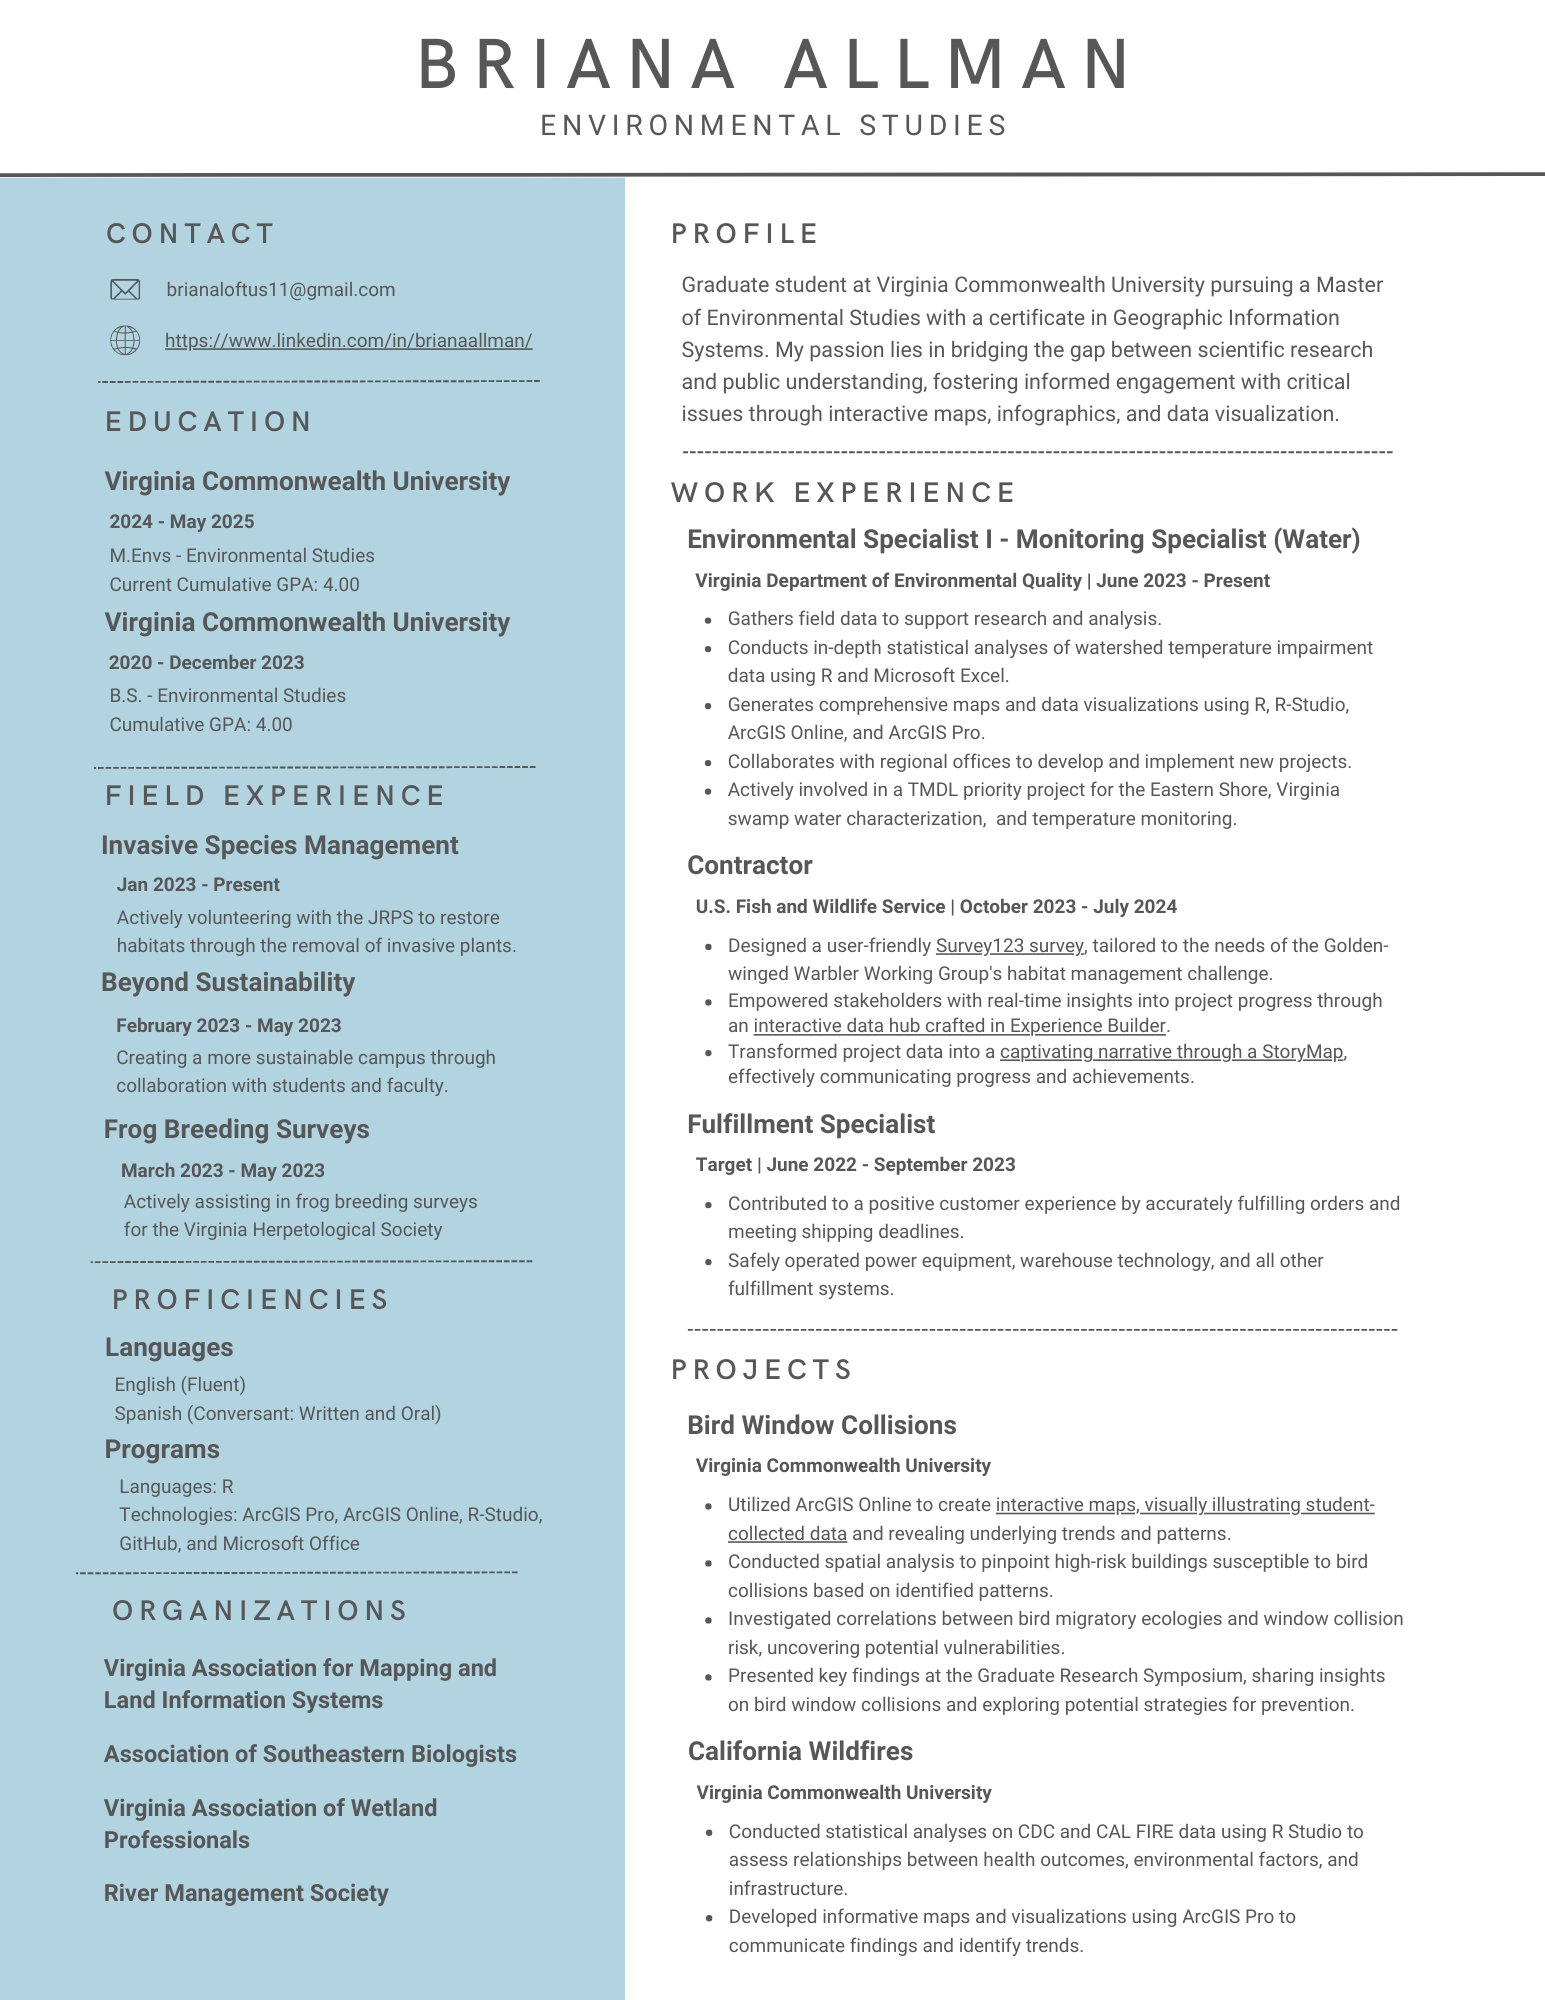 BRIANA ALLMAN
ENVIRONMENTAL STUDIES
CONTACT
brianaloftus11@gmail.com
https://www.linkedin.com/in/brianaallman/
EDUCATION
Virginia Commonwealth University
2024 - May 2025
M.Envs - Environmental Studies
Current Cumulative GPA: 4.00
Virginia Commonwealth University
2020 - December 2023
B.S. - Environmental Studies
Cumulative GPA: 4.00
FIELD EXPERIENCE
Invasive Species Management
Jan 2023 - Present
Actively volunteering with the JRPS to restore
habitats through the removal of invasive plants.
Beyond Sustainability
February 2023 - May 2023
Creating a more sustainable campus through
collaboration with students and faculty.
Frog Breeding Surveys
March 2023 - May 2023
Actively assisting in frog breeding surveys
for the Virginia Herpetological Society
PROFICIENCIES
Languages
English (Fluent)
Spanish (Conversant: Written and Oral)
Programs
Languages: R
Technologies: ArcGIS Pro, ArcGIS Online, R-Studio,
GitHub, and Microsoft Office
ORGANIZATIONS
Virginia Association for Mapping and
Land Information Systems
Association of Southeastern Biologists
Virginia Association of Wetland
Professionals
River Management Society
PROFILE
Graduate student at Virginia Commonwealth University pursuing a Master
of Environmental Studies with a certificate in Geographic Information
Systems. My passion lies in bridging the gap between scientific research
and public understanding, fostering informed engagement with critical
issues through interactive maps, infographics, and data visualization.
WORK EXPERIENCE
Environmental Specialist I - Monitoring Specialist (Water)
Virginia Department of Environmental Quality | June 2023 - Present
• Gathers field data to support research and analysis.
• Conducts in-depth statistical analyses of watershed temperature impairment
data using R and Microsoft Excel.
• Generates comprehensive maps and data visualizations using R, R-Studio,
ArcGIS Online, and ArcGIS Pro.
• Collaborates with regional offices to develop and implement new projects.
• Actively involved in a TMDL priority project for the Eastern Shore, Virginia
swamp water characterization,  and temperature monitoring.
Contractor
U.S. Fish and Wildlife Service | October 2023 - July 2024
• Designed a user-friendly Survey123 survey, tailored to the needs of the Golden-
winged Warbler Working Group's habitat management challenge.
• Empowered stakeholders with real-time insights into project progress through
an interactive data hub crafted in Experience Builder.
• Transformed project data into a captivating narrative through a StoryMap,
effectively communicating progress and achievements.
Fulfillment Specialist
Target | June 2022 - September 2023
• Contributed to a positive customer experience by accurately fulfilling orders and
meeting shipping deadlines.
• Safely operated power equipment, warehouse technology, and all other
fulfillment systems.
PROJECTS
Bird Window Collisions
Virginia Commonwealth University
• Utilized ArcGIS Online to create interactive maps, visually illustrating student-
collected data and revealing underlying trends and patterns.
• Conducted spatial analysis to pinpoint high-risk buildings susceptible to bird
collisions based on identified patterns.
• Investigated correlations between bird migratory ecologies and window collision
risk, uncovering potential vulnerabilities.
• Presented key findings at the Graduate Research Symposium, sharing insights
on bird window collisions and exploring potential strategies for prevention.
California Wildfires
Virginia Commonwealth University
• Conducted statistical analyses on CDC and CAL FIRE data using R Studio to
assess relationships between health outcomes, environmental factors, and
infrastructure.
• Developed informative maps and visualizations using ArcGIS Pro to
communicate findings and identify trends.